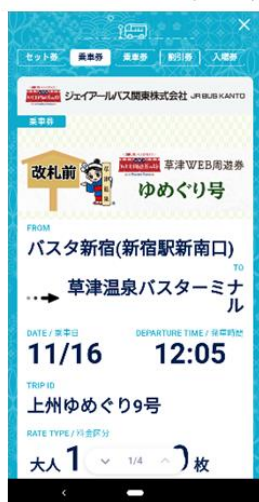 セット券 乗車券 乗車券 割引券 入場券
ジェイアールバス関東株式会社 JR BUS KANTO
乗車券
改札前
草津WEB周遊券
ゆめぐり号
FROM
バスタ新宿(新宿駅新南口)
TO
草津温泉バスターミナ
ル
DATE / 乗車日
DEPARTURE TIME / 発車時間
11/16
12:05
TRIP ID
上州ゆめぐり9号
RATE TYPE / 料金区分
大人 1
1/4
枚